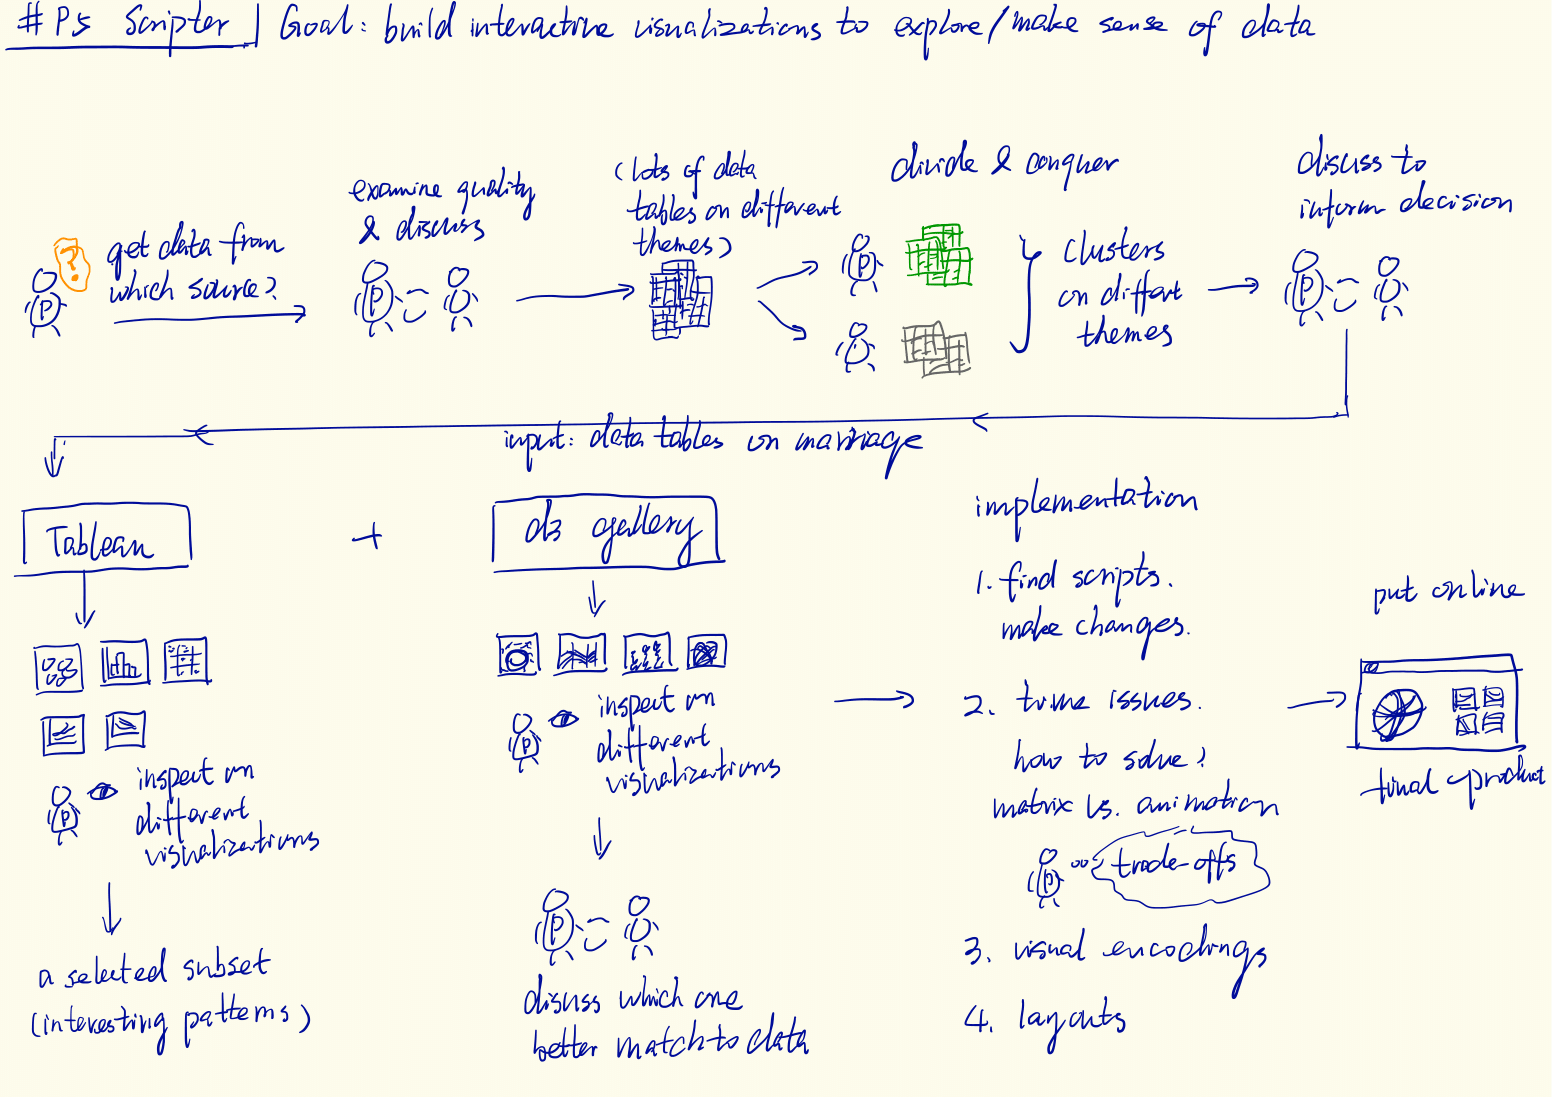 # P5 Scripter | Goal: build interactive visualizations to explore/make sense of data
get data from
which source?
?
P
examine quality
& discuss
P
(lots of data
tables on different
themes)
divide & conquer
P
clusters
on differt
themes
discuss to
inform decision
P
input: data tables on marriage
Tableau
+
d3 gallery
inspect on
different
visualizations
P
a selected subset
(interesting patterns)
inspect on
different
visualizations
P
P
discuss which one
better match to data
implementation
1. find scripts.
make changes.
2. time issues.
how to solve?
matrix vs. animation
P
trade-offs
3. visual encodings
4. layouts
put online
final product